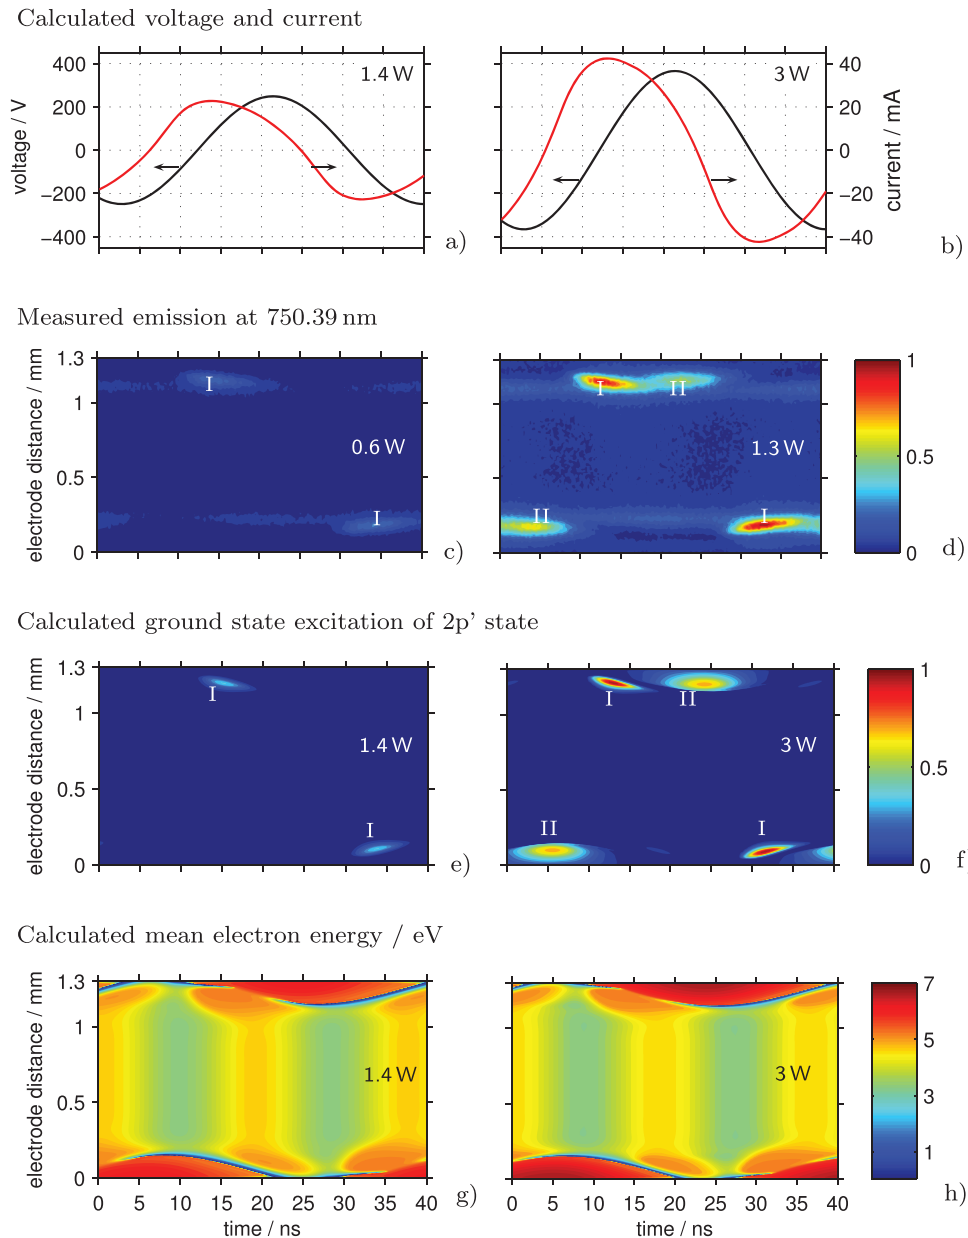 Calculated voltage and current
400
200
0
−200
−400
voltage / V
1.4 W
a)
3 W
40
20
0
−20
−40
current / mA
b)
Measured emission at 750.39 nm
1.3
1
0.5
0
electrode distance / mm
I
0.6 W
I
c)
I
II
1.3 W
II
I
1
0.5
0
d)
Calculated ground state excitation of 2p' state
1.3
1
0.5
0
electrode distance / mm
I
1.4 W
I
e)
I
II
3 W
II
I
1
0.5
0
f)
Calculated mean electron energy / eV
1.3
1
0.5
0
electrode distance / mm
1.4 W
g)
0 5 10 15 20 25 30 35 40
time / ns
3 W
0 5 10 15 20 25 30 35 40
time / ns
7
5
3
1
h)